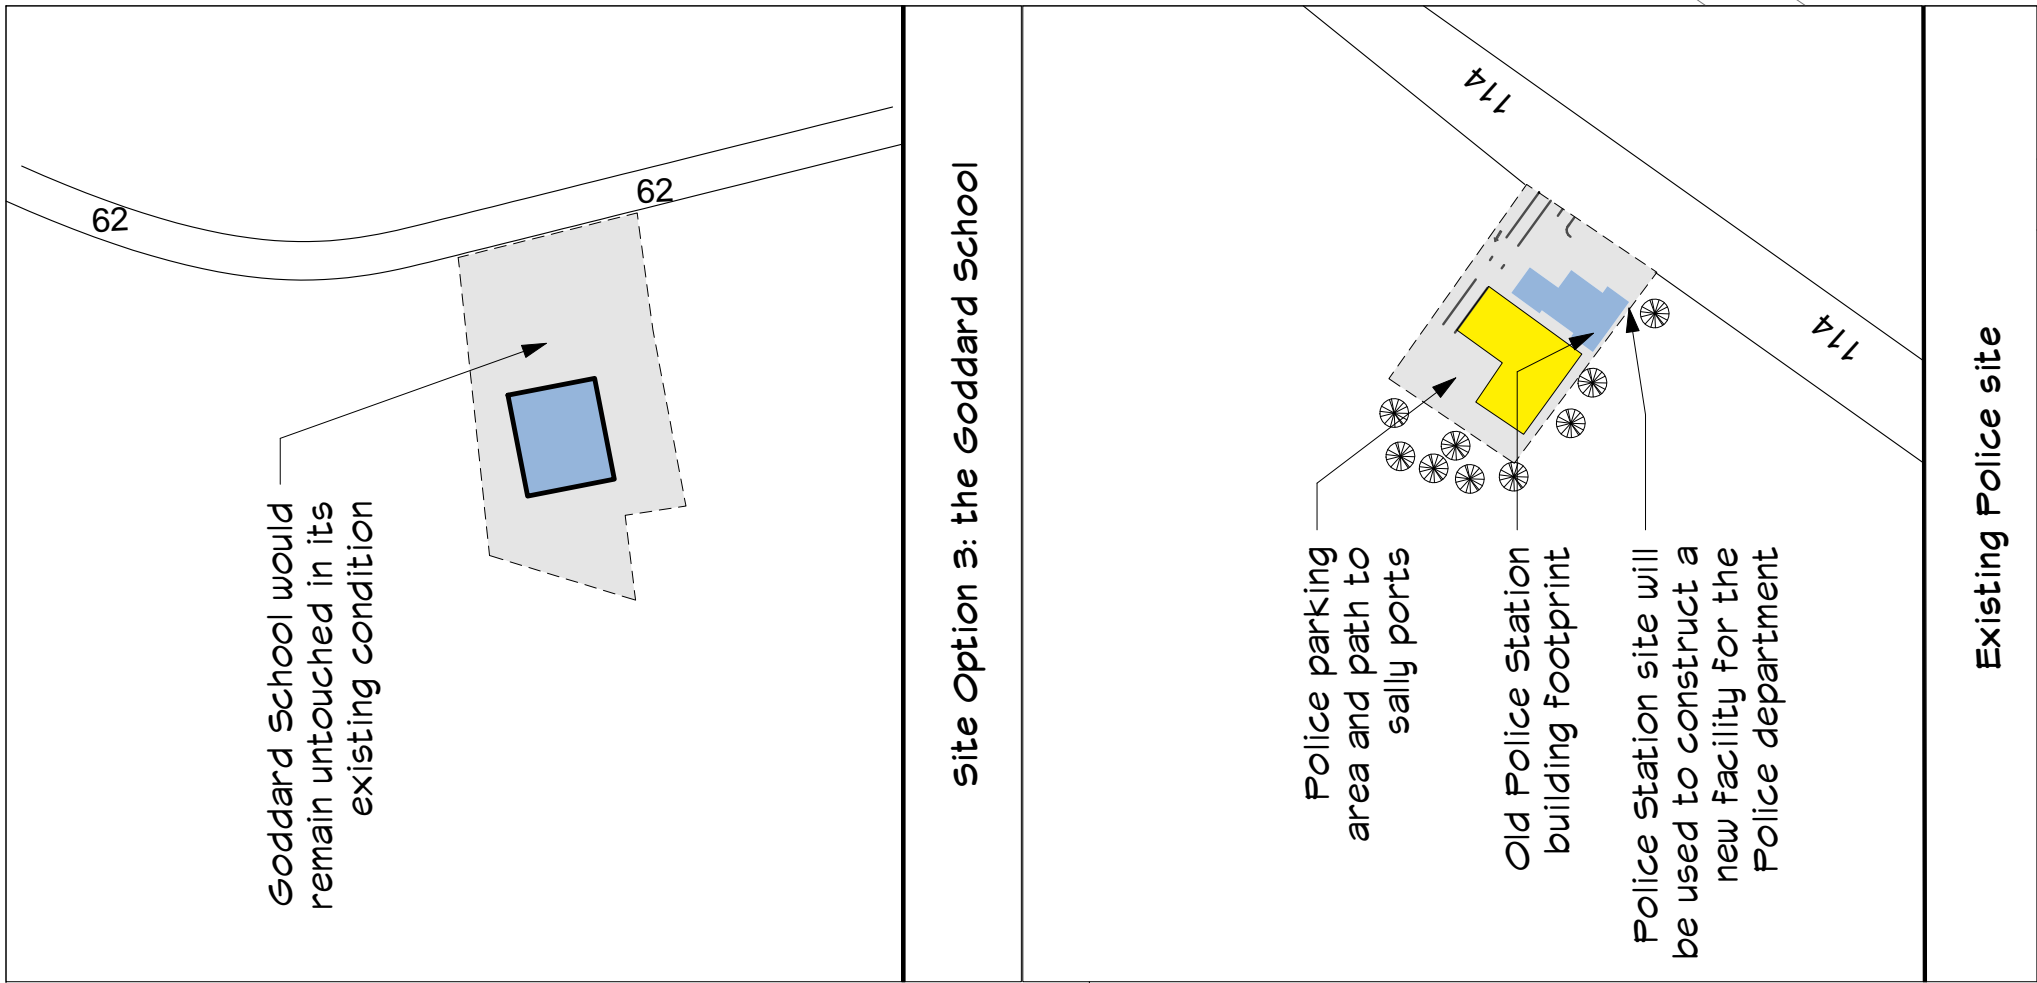 62
62
Goddard School would
remain untouched in its
existing condition
Site Option 3: the Goddard School
114
114
Police parking
area and path to
sally ports
Old Police Station
building footprint
Police Station site will
be used to construct a
new facility for the
Police department
Existing Police site